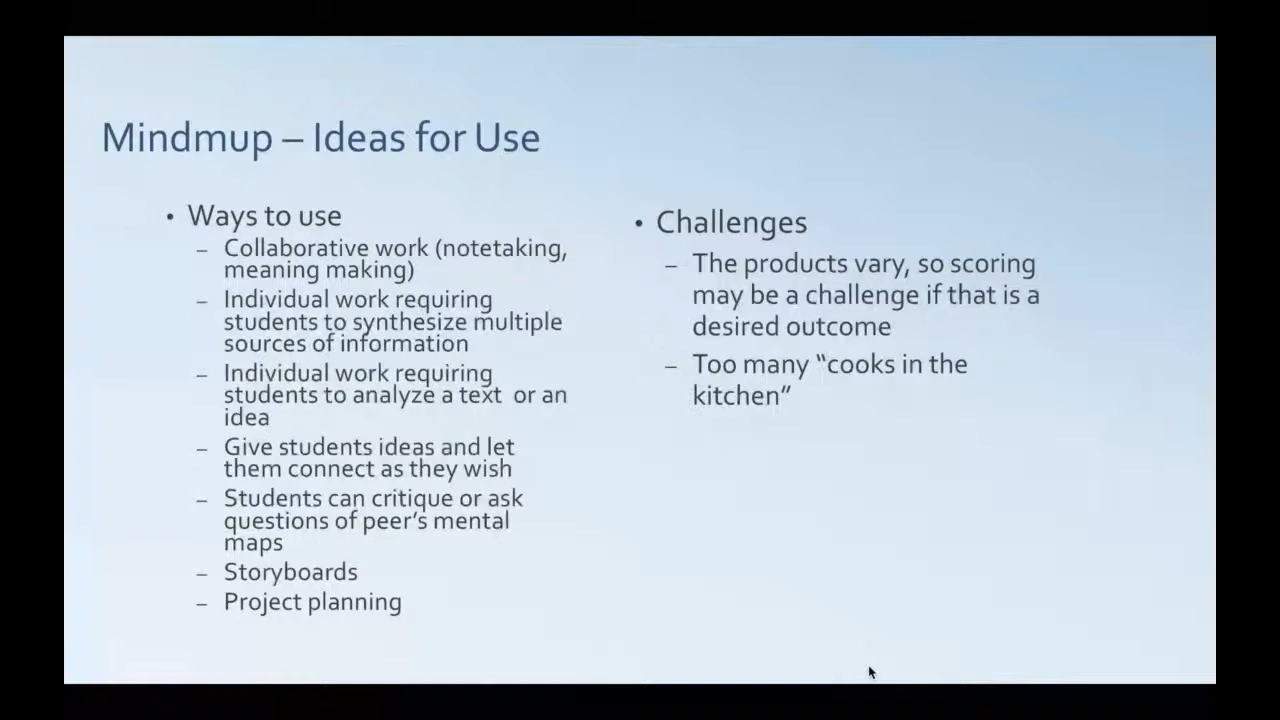 Mindmup – Ideas for Use
• Ways to use
– Collaborative work (notetaking,
meaning making)
– Individual work requiring
students to synthesize multiple
sources of information
– Individual work requiring
students to analyze a text  or an
idea
– Give students ideas and let
them connect as they wish
– Students can critique or ask
questions of peer’s mental
maps
– Storyboards
– Project planning
• Challenges
– The products vary, so scoring
may be a challenge if that is a
desired outcome
– Too many “cooks in the
kitchen”